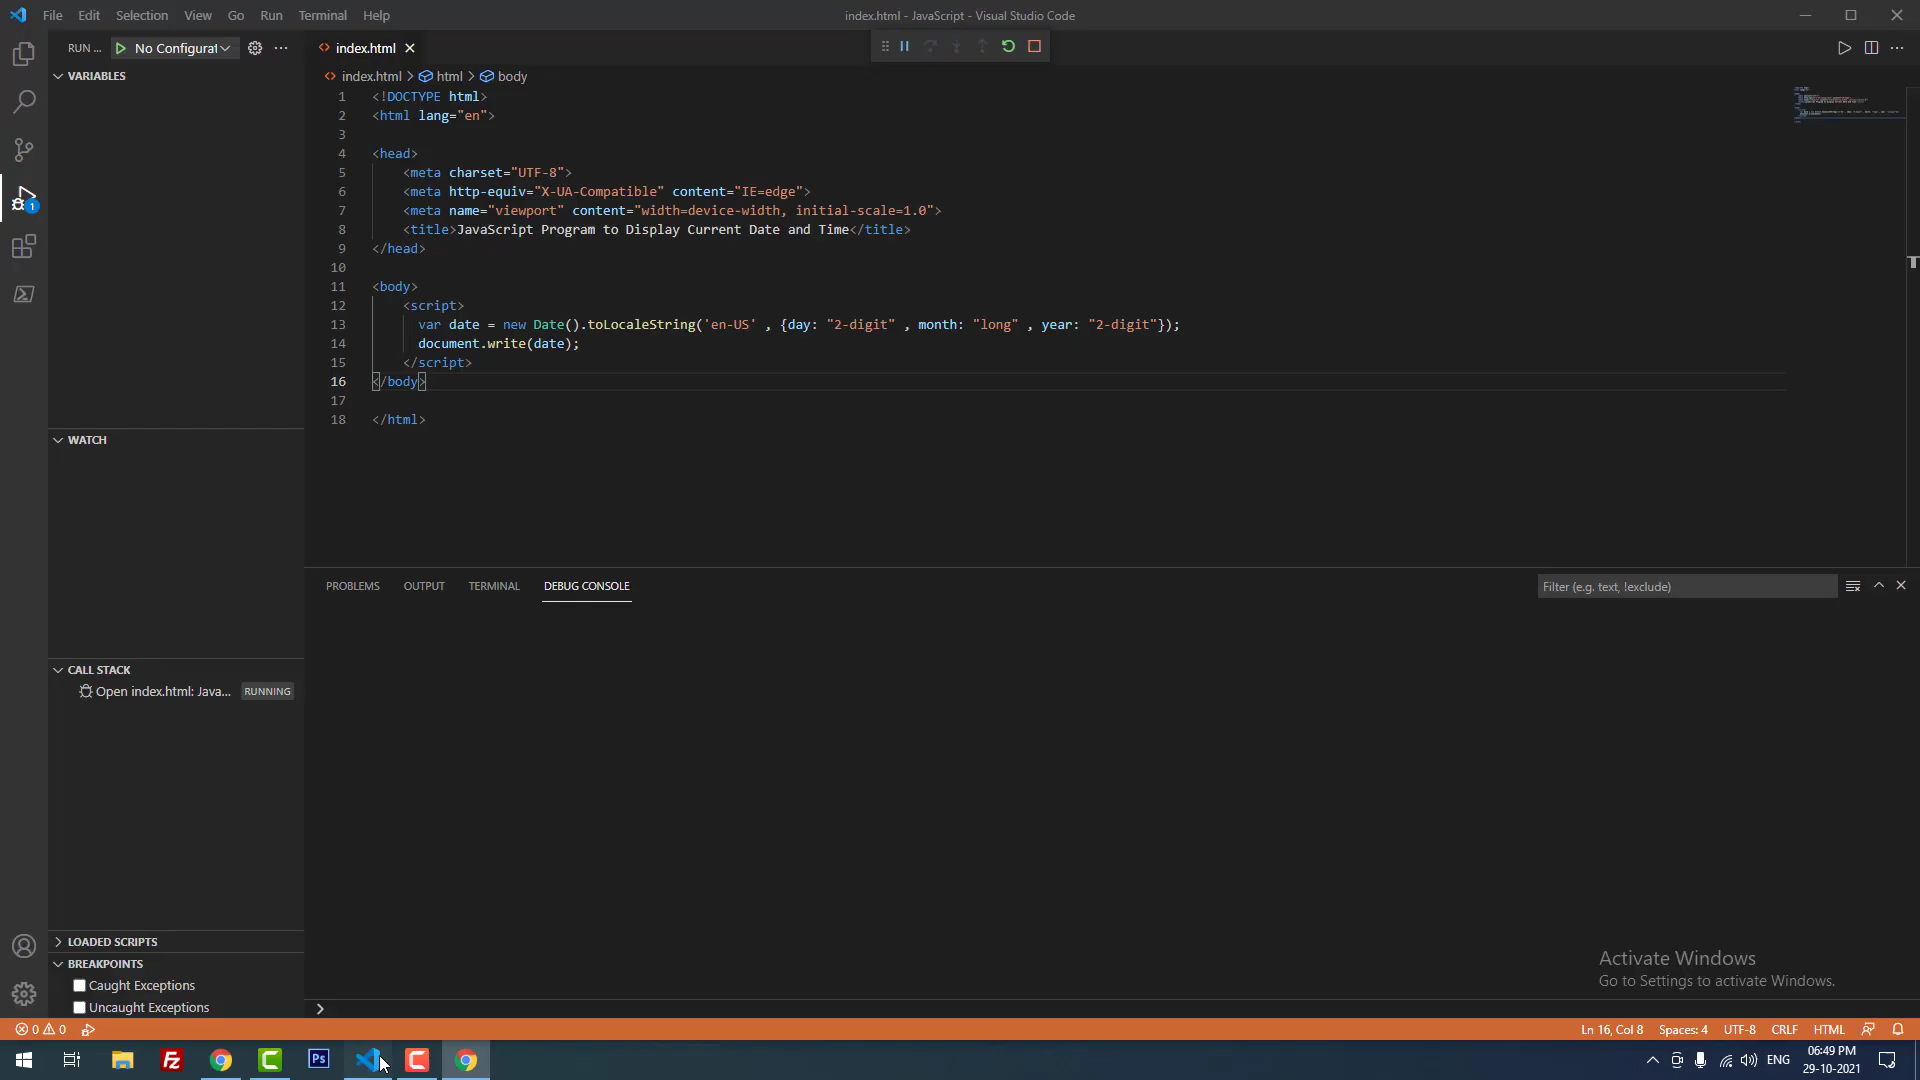 File Edit Selection View Go Run Terminal Help
index.html - JavaScript - Visual Studio Code
RUN ... No Configurat
index.html
VARIABLES
index.html > html > body
1 <!DOCTYPE html>
2 <html lang="en">
3
4 <head>
5 <meta charset="UTF-8">
6 <meta http-equiv="X-UA-Compatible" content="IE=edge">
7 <meta name="viewport" content="width=device-width, initial-scale=1.0">
8 <title>JavaScript Program to Display Current Date and Time</title>
9 </head>
10
11 <body>
12 <script>
13 var date = new Date().toLocaleString('en-US' , {day: "2-digit" , month: "long" , year: "2-digit"});
14 document.write(date);
15 </script>
16 </body>
17
18 </html>
WATCH
CALL STACK
Open index.html: Java... RUNNING
LOADED SCRIPTS
BREAKPOINTS
Caught Exceptions
Uncaught Exceptions
1
PROBLEMS OUTPUT TERMINAL DEBUG CONSOLE
Filter (e.g. text, !exclude)
Activate Windows
Go to Settings to activate Windows.
0 0
Ln 16, Col 8 Spaces: 4 UTF-8 CRLF HTML
Fz Ps
ENG
06:49 PM
29-10-2021